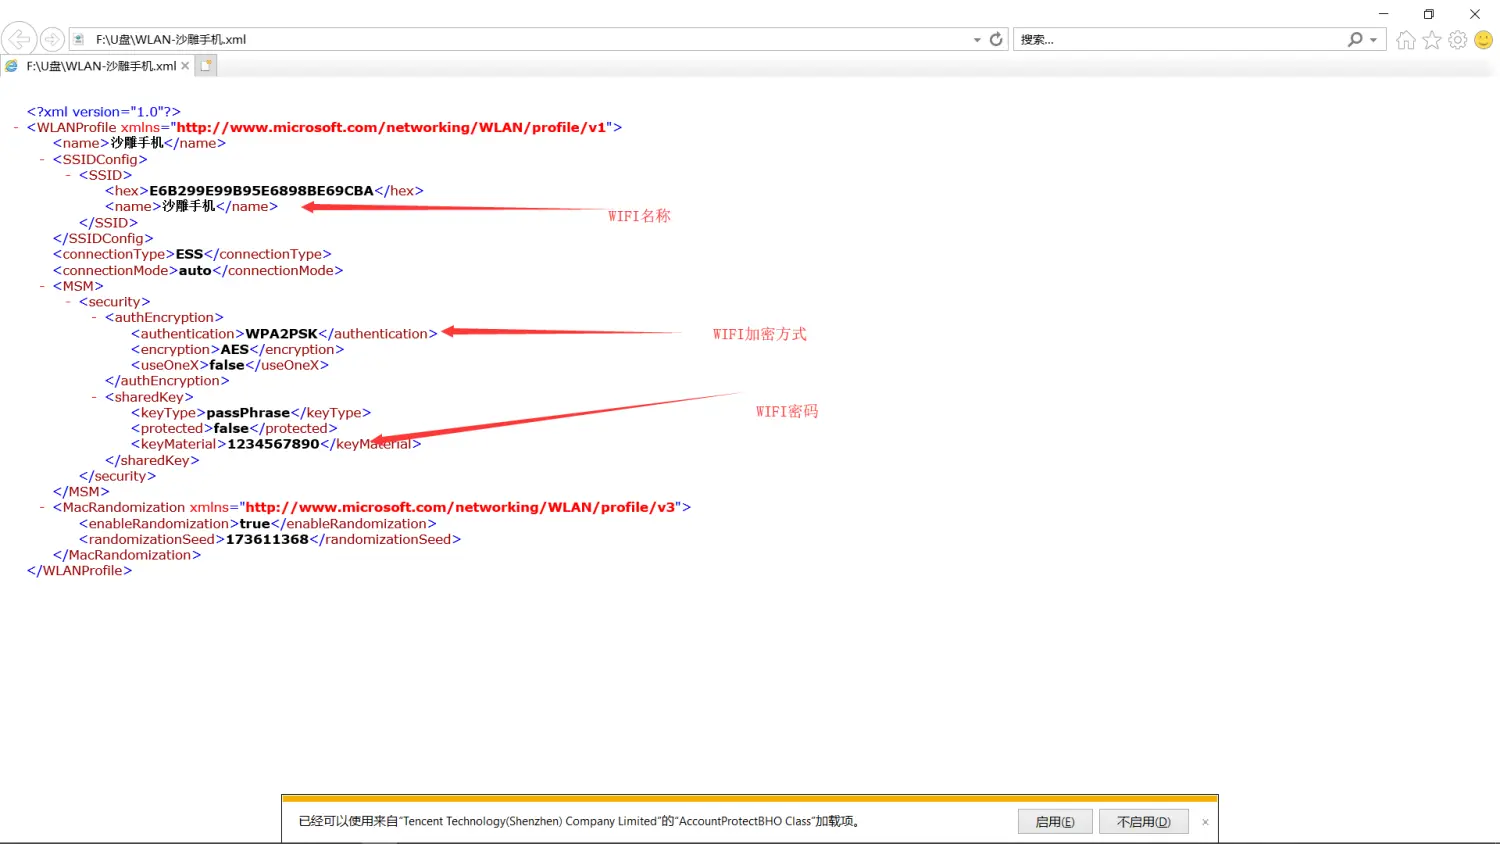 F:\U盘\WLAN-沙雕手机.xml
搜索...
F:\U盘\WLAN-沙雕手机.xml
<?xml version="1.0"?>
- <WLANProfile xmlns="http://www.microsoft.com/networking/WLAN/profile/v1">
<name>沙雕手机</name>
- <SSIDConfig>
- <SSID>
<hex>E6B299E99B95E6898BE69CBA</hex>
<name>沙雕手机</name>
WIFI名称
</SSID>
</SSIDConfig>
<connectionType>ESS</connectionType>
<connectionMode>auto</connectionMode>
- <MSM>
- <security>
- <authEncryption>
<authentication>WPA2PSK</authentication>
WIFI加密方式
<encryption>AES</encryption>
<useOneX>false</useOneX>
</authEncryption>
- <sharedKey>
<keyType>passPhrase</keyType>
WIFI密码
<protected>false</protected>
<keyMaterial>1234567890</keyMaterial>
</sharedKey>
</security>
</MSM>
- <MacRandomization xmlns="http://www.microsoft.com/networking/WLAN/profile/v3">
<enableRandomization>true</enableRandomization>
<randomizationSeed>173611368</randomizationSeed>
</MacRandomization>
</WLANProfile>
已经可以使用来自“Tencent Technology(Shenzhen) Company Limited”的“AccountProtectBHO Class”加载项。
启用(E)
不启用(D)